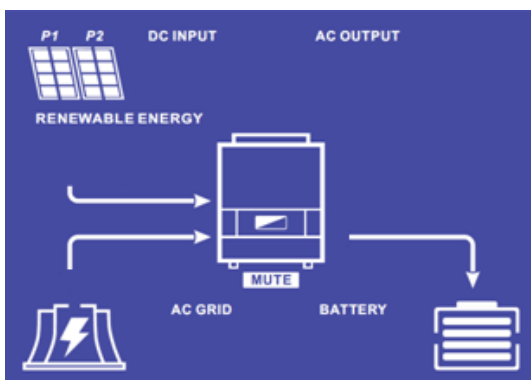 P1 P2 DC INPUT AC OUTPUT
RENEWABLE ENERGY
MUTE
AC GRID BATTERY